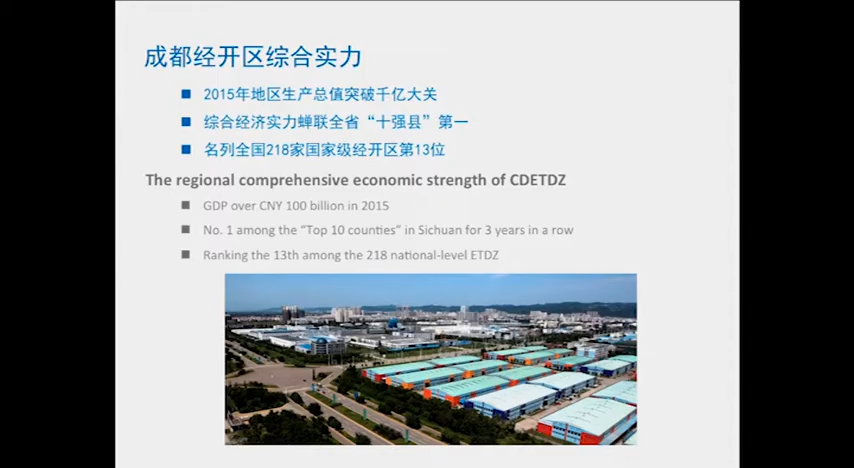 成都经开区综合实力
2015年地区生产总值突破千亿大关
综合经济实力蝉联全省“十强县”第一
名列全国218家国家级经开区第13位
The regional comprehensive economic strength of CDETDZ
GDP over CNY 100 billion in 2015
No. 1 among the “Top 10 counties” in Sichuan for 3 years in a row
Ranking the 13th among the 218 national-level ETDZ